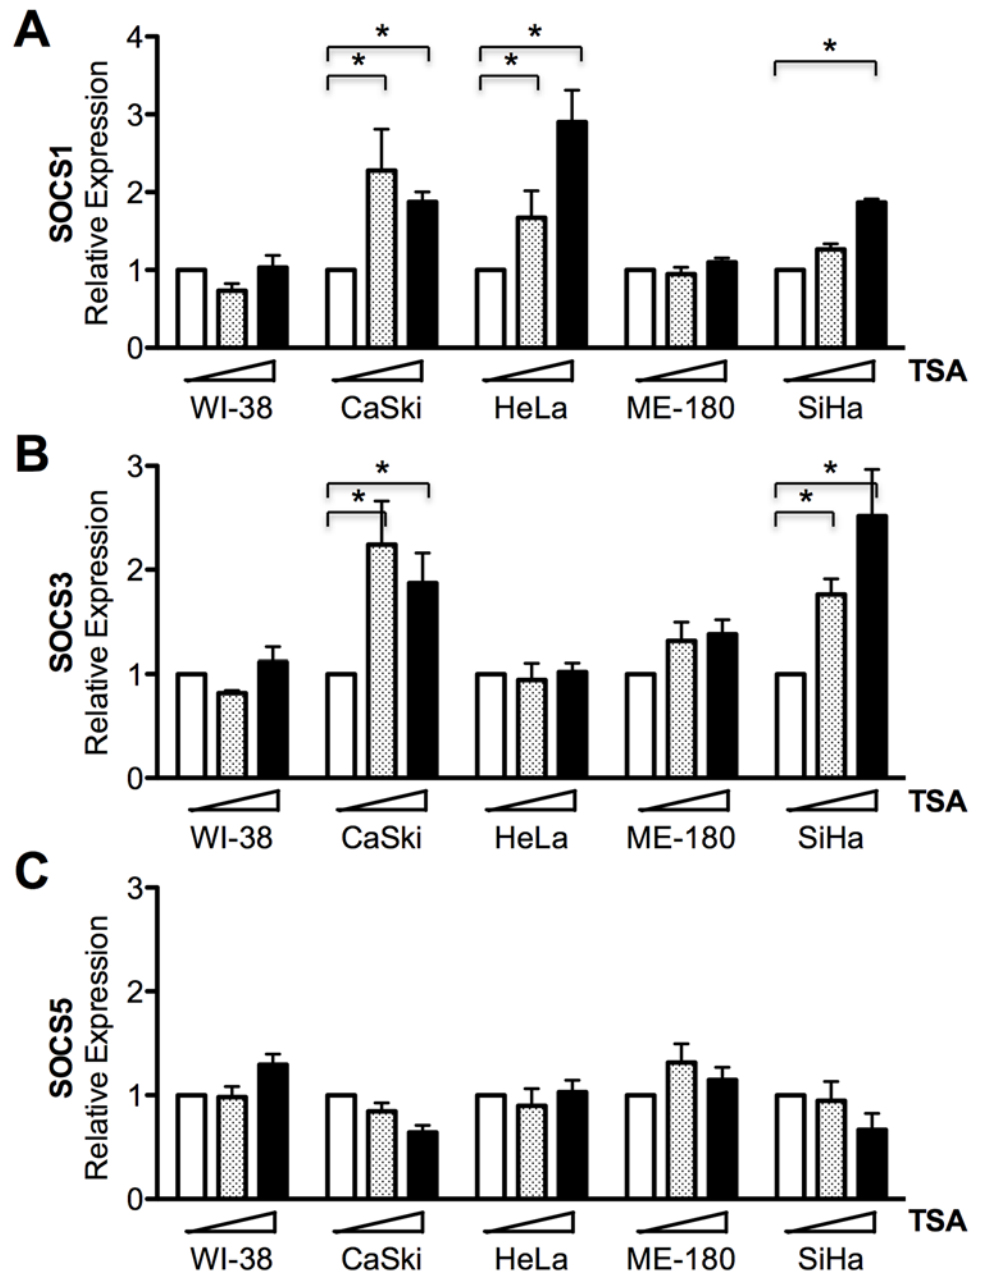 A
SOCS1
Relative Expression
4
3
2
1
0
* * * * *
WI-38 CaSki HeLa ME-180 SiHa
TSA
B
SOCS3
Relative Expression
3
2
1
0
* * * *
WI-38 CaSki HeLa ME-180 SiHa
TSA
C
SOCS5
Relative Expression
3
2
1
0
WI-38 CaSki HeLa ME-180 SiHa
TSA